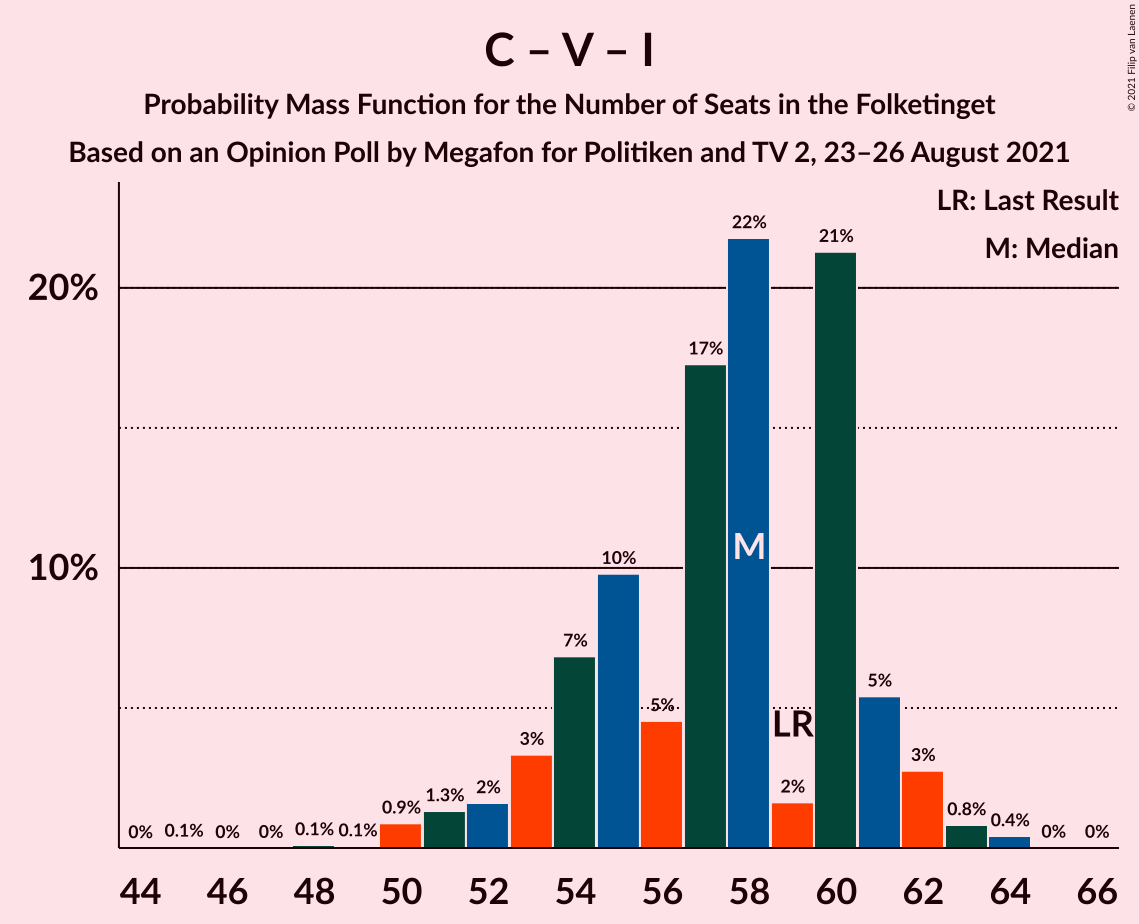 C – V – I
Probability Mass Function for the Number of Seats in the Folketinget
Based on an Opinion Poll by Megafon for Politiken and TV 2, 23–26 August 2021
© 2021 Filip van Laenen
LR: Last Result
M: Median
20%
10%
0%
0.1%
0%
0%
0.1%
0.1%
0.9%
1.3%
2%
3%
7%
10%
5%
17%
22%
2%
21%
5%
3%
0.8%
0.4%
0%
0%
M
LR
44 46 48 50 52 54 56 58 60 62 64 66